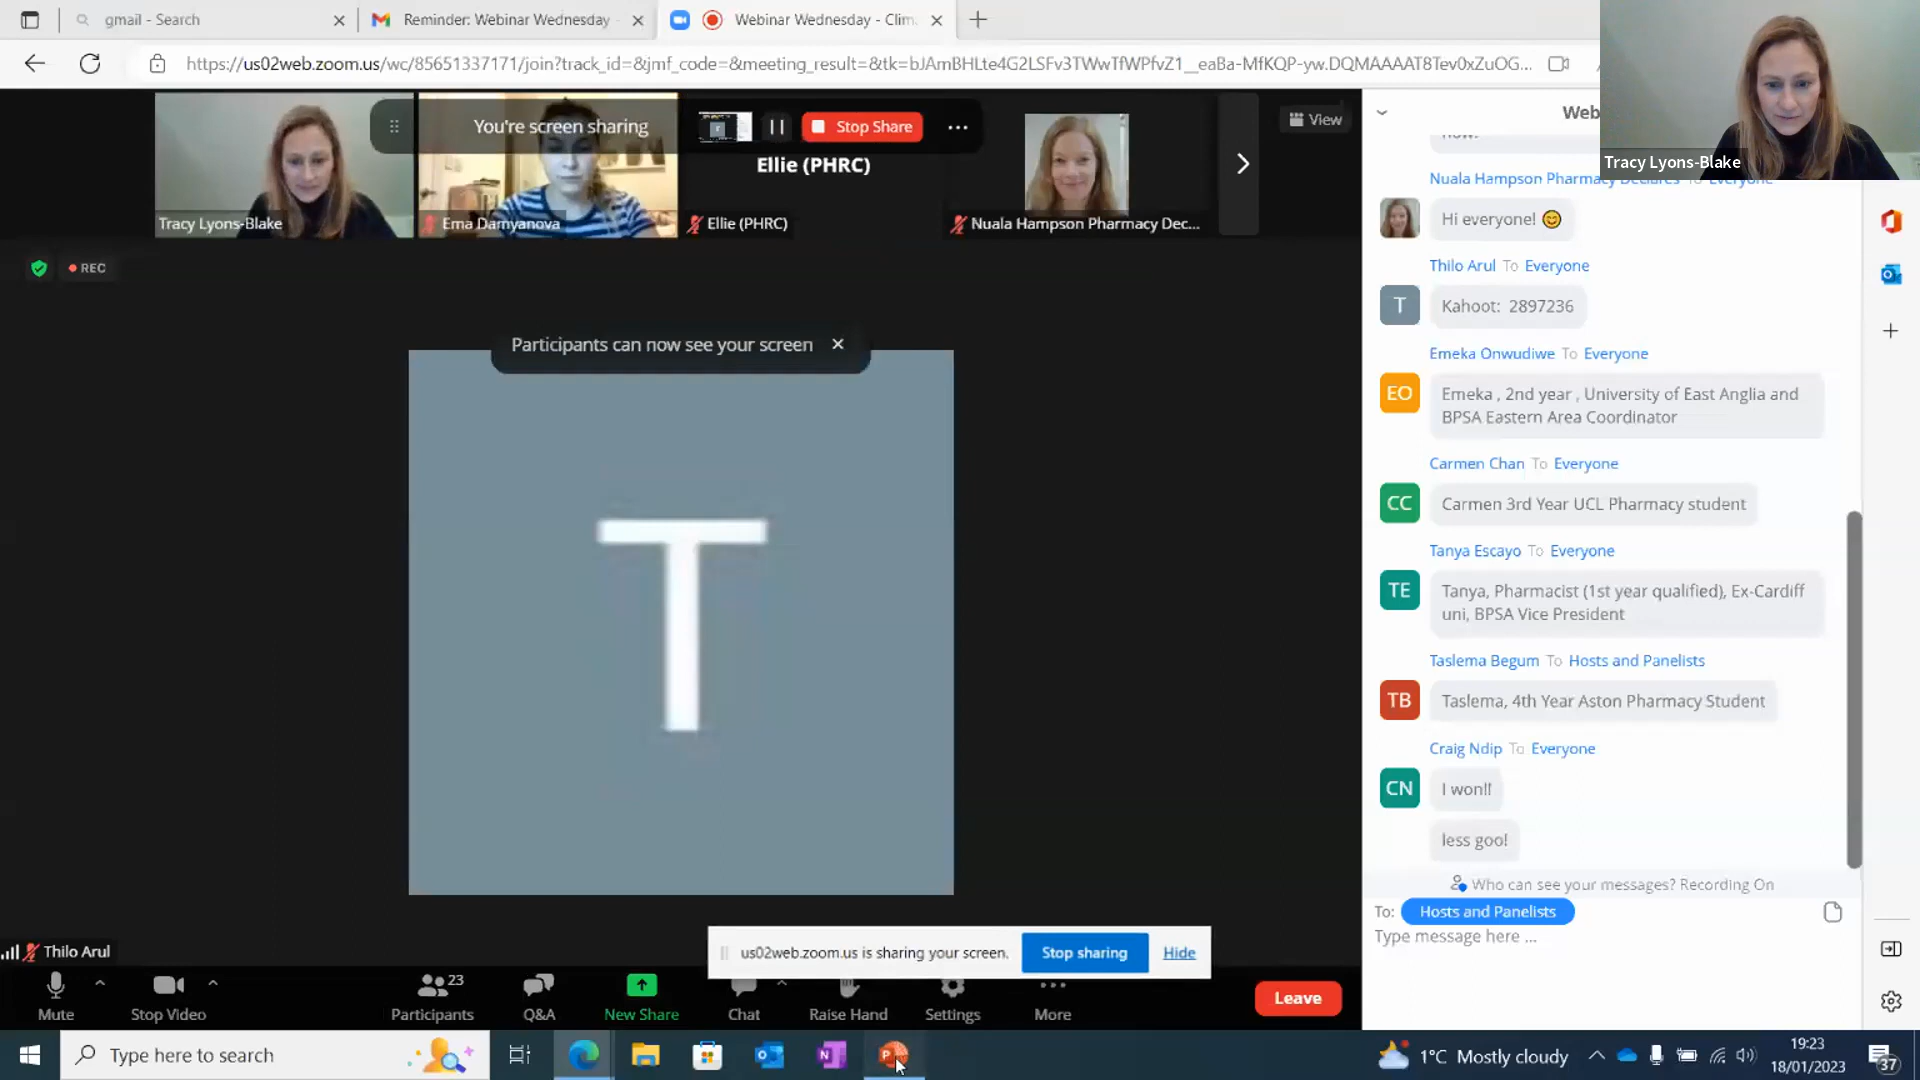 gmail - Search
Reminder: Webinar Wednesday
Webinar Wednesday - Clim
https://us02web.zoom.us/wc/85651337171/join?track_id=&jmf_code=&meeting_result=&tk=bJAmBHLte4G2LSFv3TWwTfWPfvZ1__eaBa-MfKQP-yw.DQMAAAAT8Tev0xZuOG...
You're screen sharing
Stop Share
View
Ellie (PHRC)
Tracy Lyons-Blake
Ema Damyanova
Ellie (PHRC)
Nuala Hampson Pharmacy Dec...
REC
Participants can now see your screen
T
Thilo Arul
us02web.zoom.us is sharing your screen.
Stop sharing
Hide
Mute
Stop Video
23
Participants
Q&A
New Share
Chat
Raise Hand
Settings
More
Leave
Web
Tracy Lyons-Blake
Nuala Hampson Pharmacy Declares To Everyone
Hi everyone! 😊
Thilo Arul To Everyone
T
Kahoot: 2897236
Emeka Onwudiwe To Everyone
EO
Emeka , 2nd year , University of East Anglia and
BPSA Eastern Area Coordinator
Carmen Chan To Everyone
CC
Carmen 3rd Year UCL Pharmacy student
Tanya Escayo To Everyone
TE
Tanya, Pharmacist (1st year qualified), Ex-Cardiff
uni, BPSA Vice President
Taslema Begum To Hosts and Panelists
TB
Taslema, 4th Year Aston Pharmacy Student
Craig Ndip To Everyone
CN
I won!!
less goo!
Who can see your messages? Recording On
To: Hosts and Panelists
Type message here ...
Type here to search
1°C Mostly cloudy
19:23
18/01/2023
37